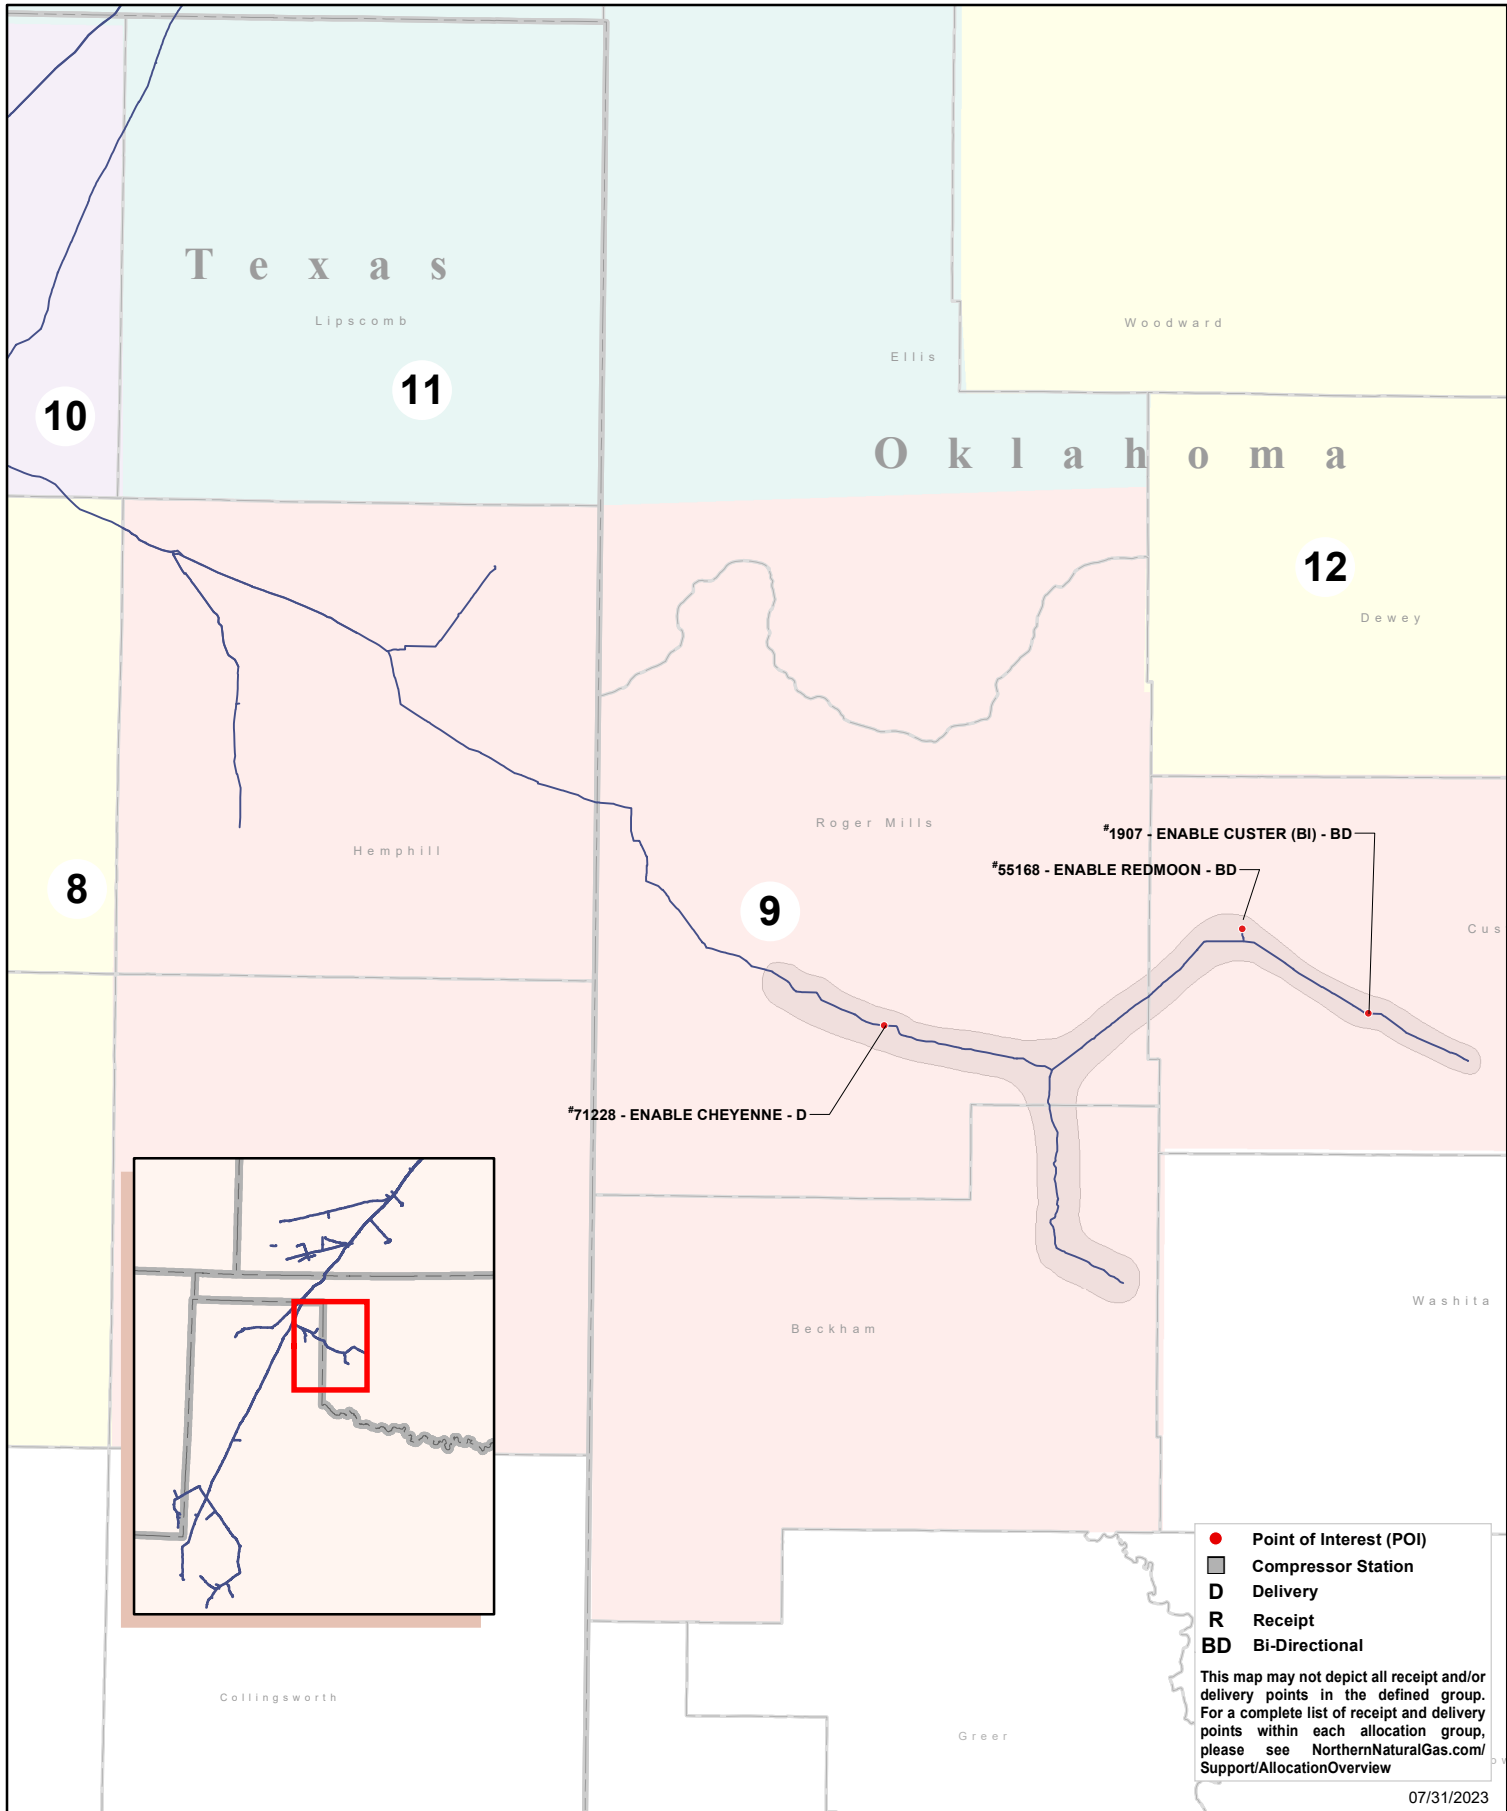 Texas
Lipscomb
Woodward
Ellis
11
10
Oklahoma
12
Dewey
Roger Mills
#1907 - ENABLE CUSTER (BI) - BD
Hemphill
#55168 - ENABLE REDMOON - BD
8
9
Cus
#71228 - ENABLE CHEYENNE - D
Washita
Beckham
Collingsworth
Greer
Point of Interest (POI)
Compressor Station
D Delivery
R Receipt
BD Bi-Directional
This map may not depict all receipt and/or
delivery points in the defined group.
For a complete list of receipt and delivery
points within each allocation group,
please see NorthernNaturalGas.com/
Support/AllocationOverview
07/31/2023